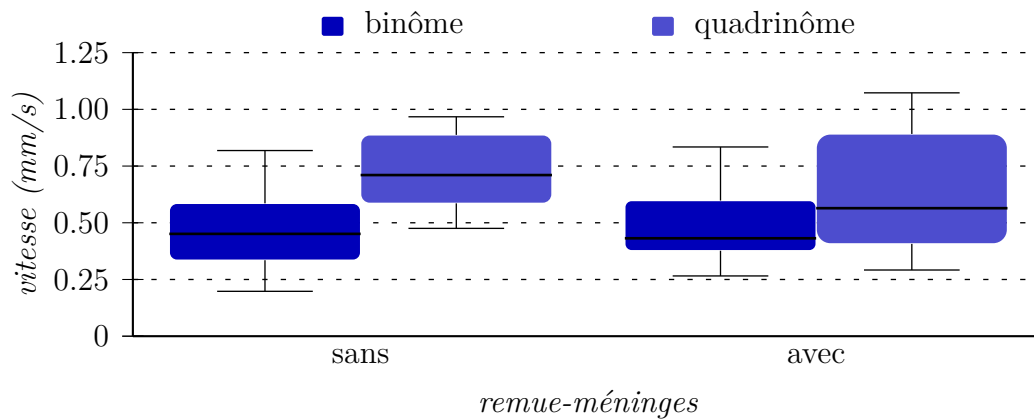 binôme quadrinôme
1.25
1.00
0.75
0.50
0.25
0
vitesse (mm/s)
sans avec
remue-méninges